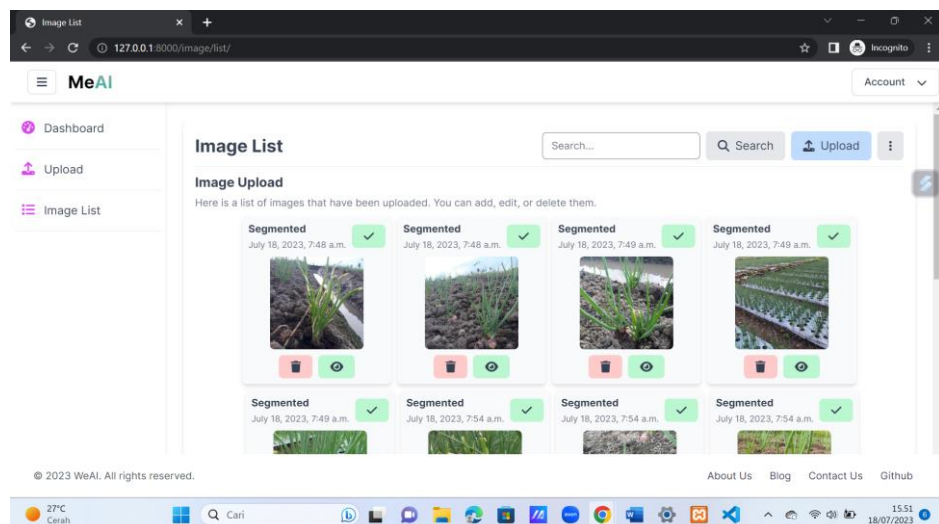 Image List
127.0.0.1:8000/image/list/
Incognito
MeAI
Account
Dashboard
Upload
Image List
Image List
Search...
Search
Upload
Image Upload
Here is a list of images that have been uploaded. You can add, edit, or delete them.
Segmented
July 18, 2023, 7:48 a.m.
Segmented
July 18, 2023, 7:48 a.m.
Segmented
July 18, 2023, 7:49 a.m.
Segmented
July 18, 2023, 7:49 a.m.
Segmented
July 18, 2023, 7:49 a.m.
Segmented
July 18, 2023, 7:54 a.m.
Segmented
July 18, 2023, 7:54 a.m.
Segmented
July 18, 2023, 7:54 a.m.
© 2023 WeAI. All rights reserved.
About Us Blog Contact Us Github
27°C
Cerah
Cari
15.51
18/07/2023